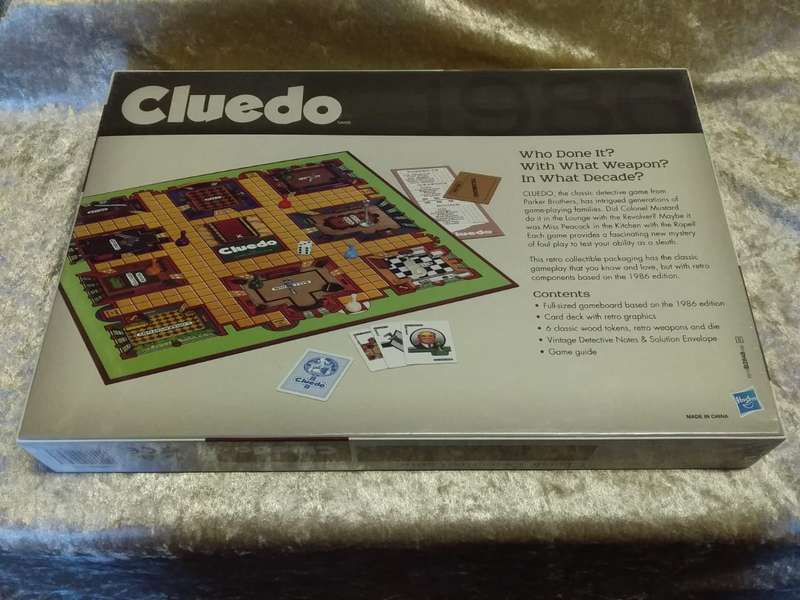 Cluedo
1986
Who Done It?
With What Weapon?
In What Decade?
CLUEDO, the classic detective game from
Parker Brothers, has intrigued generations of
game-playing families. Did Colonel Mustard
do it in the Lounge with the Revolver? Maybe it
was Miss Peacock in the Kitchen with the Rope?
Each game provides a fascinating new mystery
of foul play to test your ability as a sleuth.
This retro collectible packaging has the classic
gameplay that you know and love, but with retro
components based on the 1986 edition.
Contents
• Full-sized gameboard based on the 1986 edition
• Card deck with retro graphics
• 6 classic wood tokens, retro weapons and die
• Vintage Detective Notes & Solution Envelope
• Game guide
Cluedo
Cluedo
Cluedo
Hasbro
MADE IN CHINA